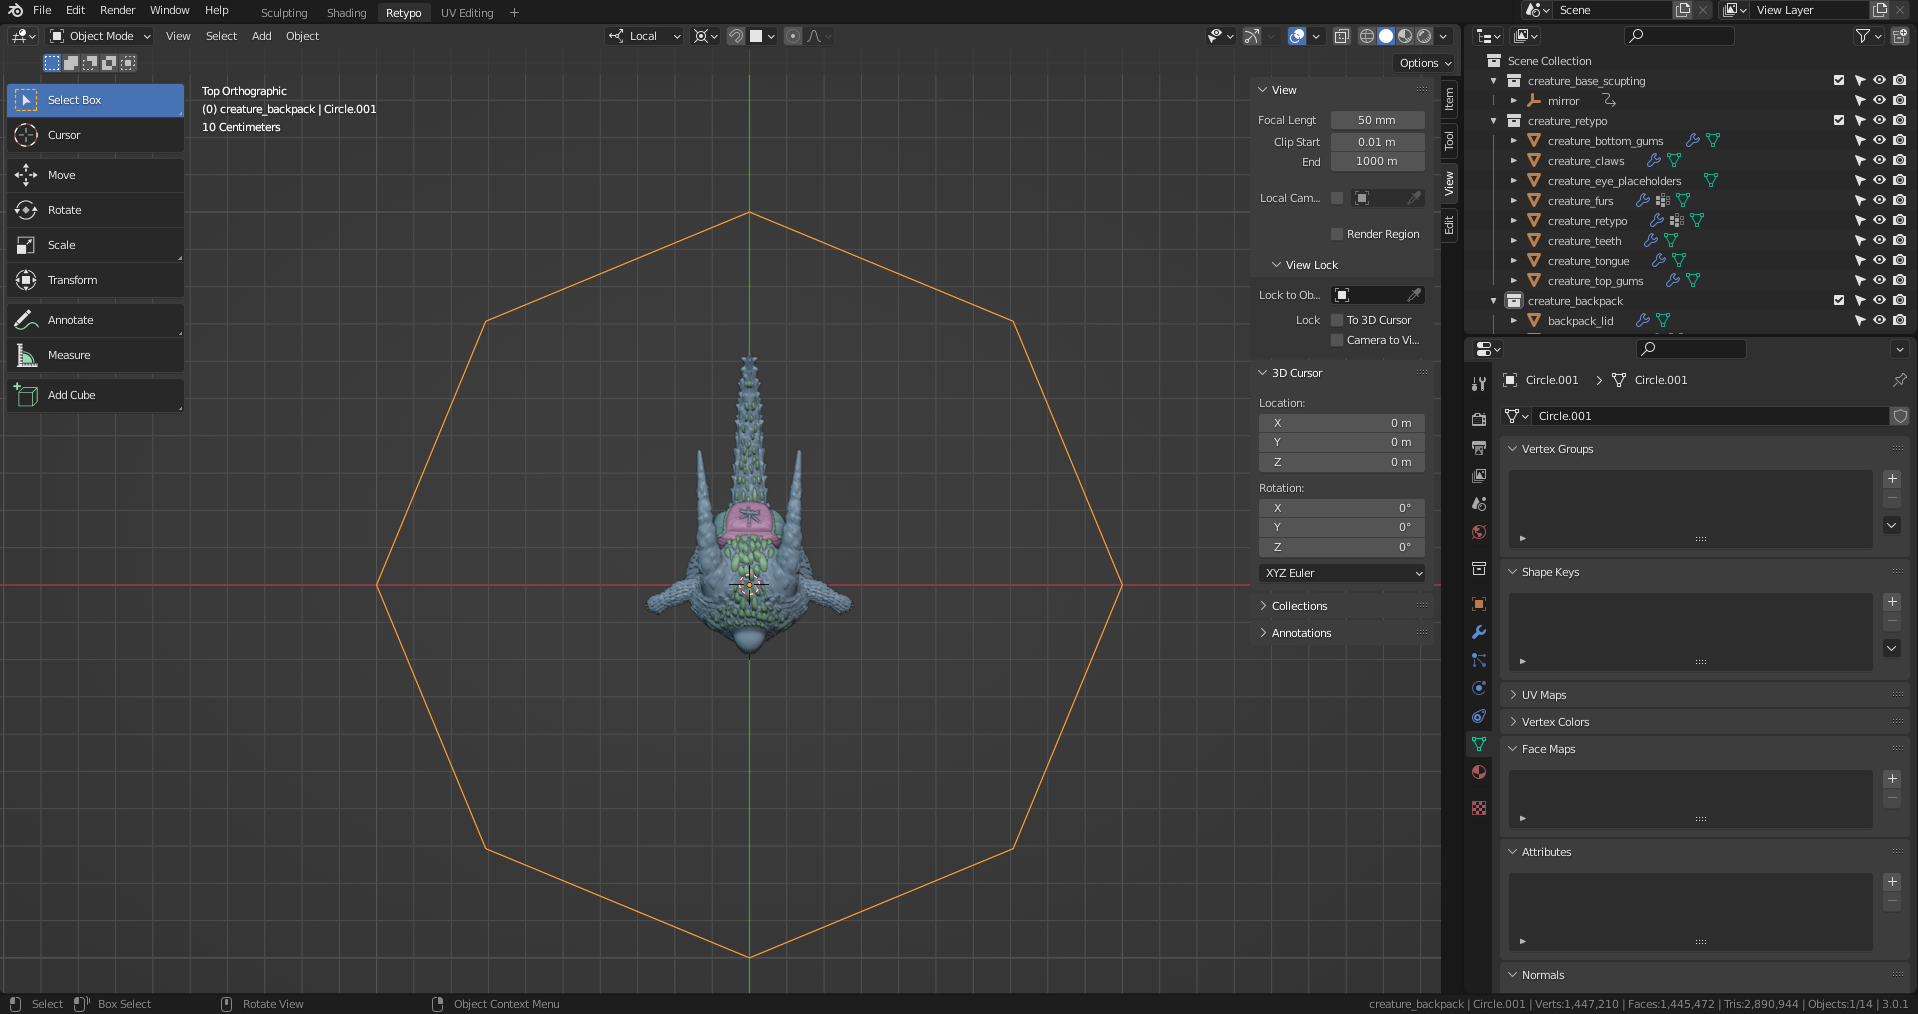 File Edit Render Window Help Sculpting Shading Retypo UV Editing Scene View Layer
Object Mode View Select Add Object Local
Options
Select Box
Cursor
Move
Rotate
Scale
Transform
Annotate
Measure
Add Cube
Top Orthographic
(0) creature_backpack | Circle.001
10 Centimeters
View
Focal Lengt 50 mm
Clip Start 0.01 m
End 1000 m
Local Cam...
Render Region
View Lock
Lock to Ob...
Lock To 3D Cursor
Camera to Vi...
3D Cursor
Location:
X 0 m
Y 0 m
Z 0 m
Rotation:
X 0°
Y 0°
Z 0°
XYZ Euler
Collections
Annotations
Item
Tool
View
Edit
Scene Collection
creature_base_scupting
mirror
creature_retypo
creature_bottom_gums
creature_claws
creature_eye_placeholders
creature_furs
creature_retypo
creature_teeth
creature_tongue
creature_top_gums
creature_backpack
backpack_lid
Circle.001 Circle.001
Circle.001
Vertex Groups
Shape Keys
UV Maps
Vertex Colors
Face Maps
Attributes
Normals
Select Box Select Rotate View Object Context Menu creature_backpack | Circle.001 | Verts:1,447,210 | Faces:1,445,472 | Tris:2,890,944 | Objects:1/14 | 3.0.1